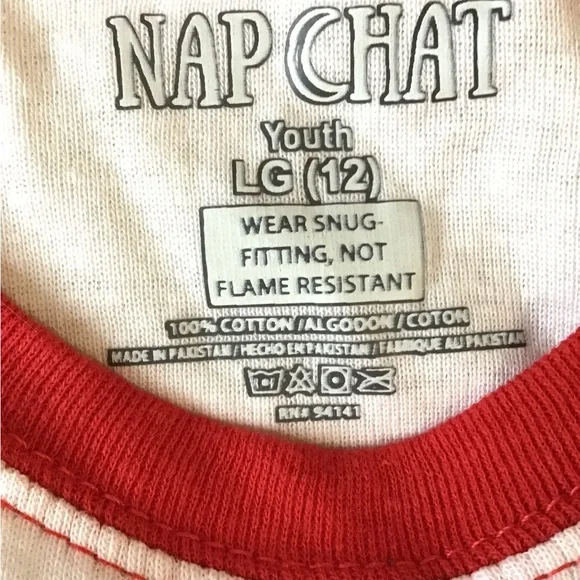 NAP CHAT
Youth
LG (12)
WEAR SNUG-
FITTING, NOT
FLAME RESISTANT
100% COTTON/ALGODON/COTON
MADE IN PAKISTAN/HECHO EN PAKISTAN/FABRIQUE AU PAKISTAN
RN# 94141